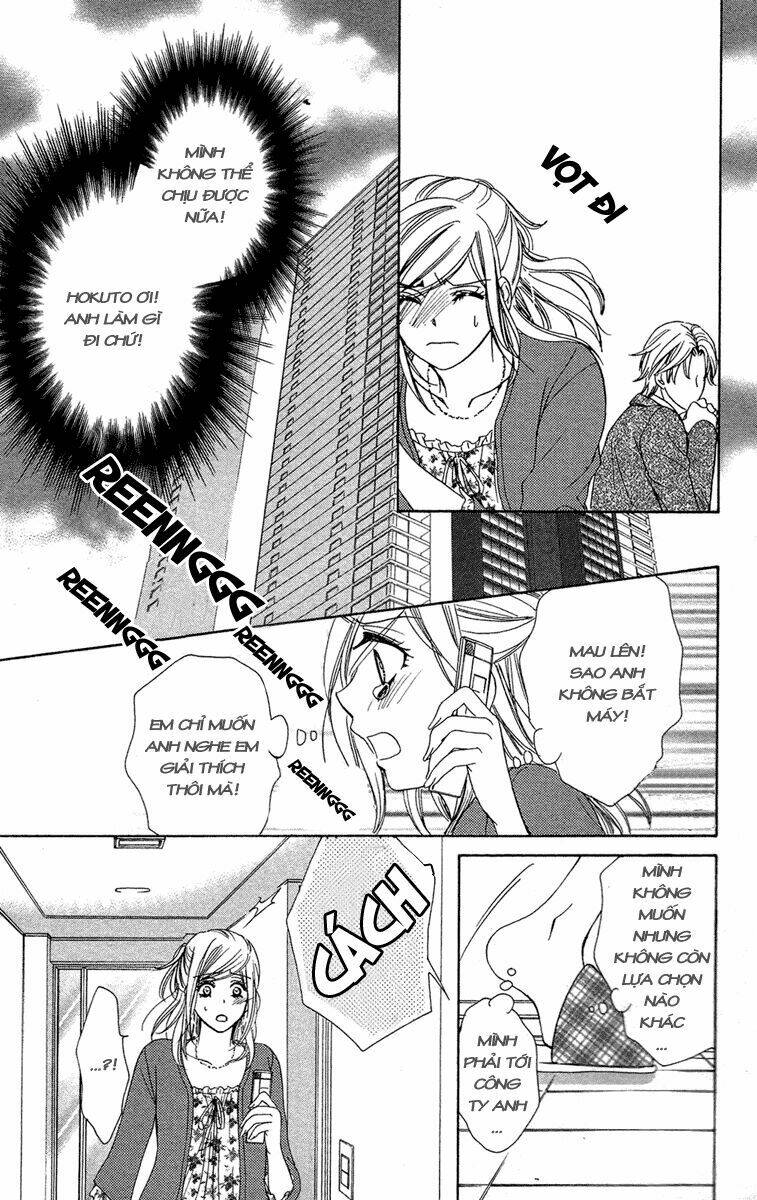 VỌT ĐI
MÌNH
KHÔNG THỂ
CHỊU ĐƯỢC
NỮA!
HOKUTO ƠI!
ANH LÀM GÌ
ĐI CHỨ!
REENNGGG
REENNGGG
REENNGGG
REENNGGG
MAU LÊN!
SAO ANH
KHÔNG BẮT
MÁY!
EM CHỈ MUỐN
ANH NGHE EM
GIẢI THÍCH
THÔI MÀ!
MÌNH
KHÔNG
MUỐN
NHƯNG
KHÔNG CÒN
LỰA CHỌN
NÀO
KHÁC
...
MÌNH
PHẢI TỚI
CÔNG
TY ANH
CÁCH
...?!